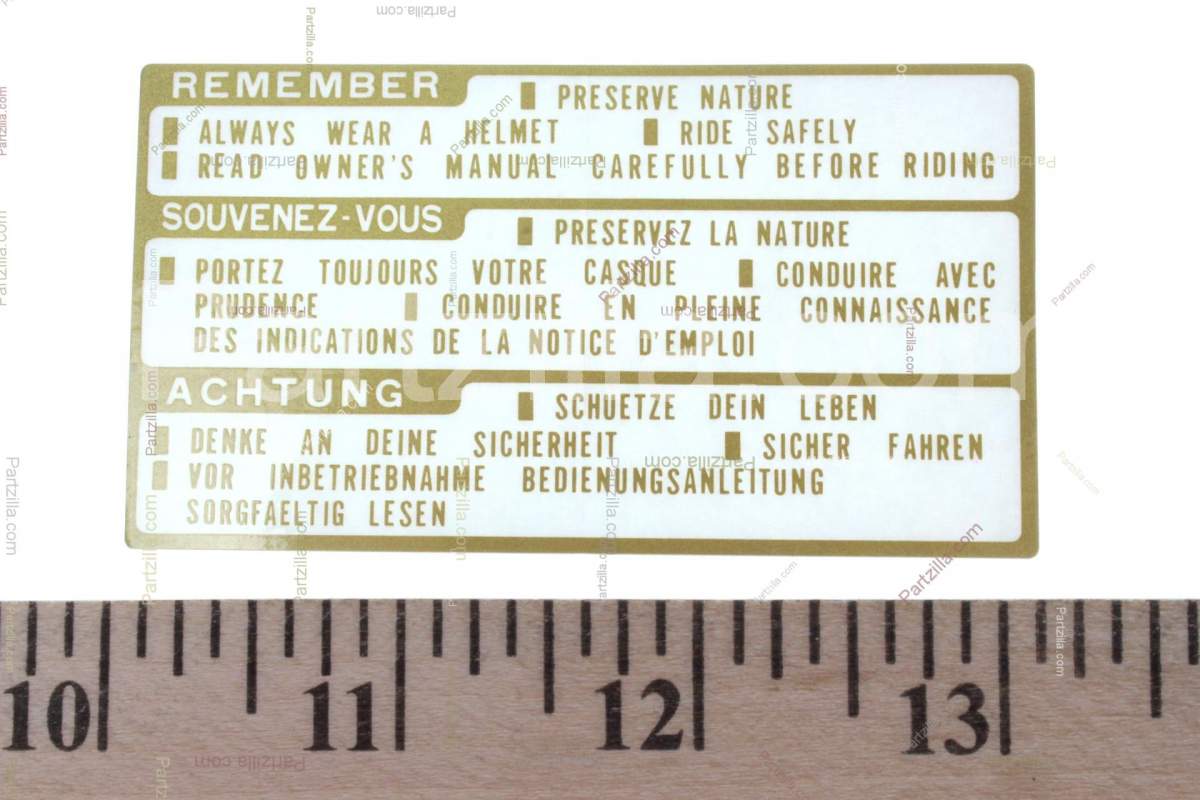 REMEMBER
■ PRESERVE NATURE
■ ALWAYS WEAR A HELMET ■ RIDE SAFELY
■ READ OWNER'S MANUAL CAREFULLY BEFORE RIDING
SOUVENEZ-VOUS
■ PRESERVEZ LA NATURE
■ PORTEZ TOUJOURS VOTRE CASQUE ■ CONDUIRE AVEC
PRUDENCE ■ CONDUIRE EN PLEINE CONNAISSANCE
DES INDICATIONS DE LA NOTICE D'EMPLOI
ACHTUNG
■ SCHUETZE DEIN LEBEN
■ DENKE AN DEINE SICHERHEIT ■ SICHER FAHREN
■ VOR INBETRIEBNAHME BEDIENUNGSANLEITUNG
SORGFAELTIG LESEN
10 11 12 13
Partzilla.com